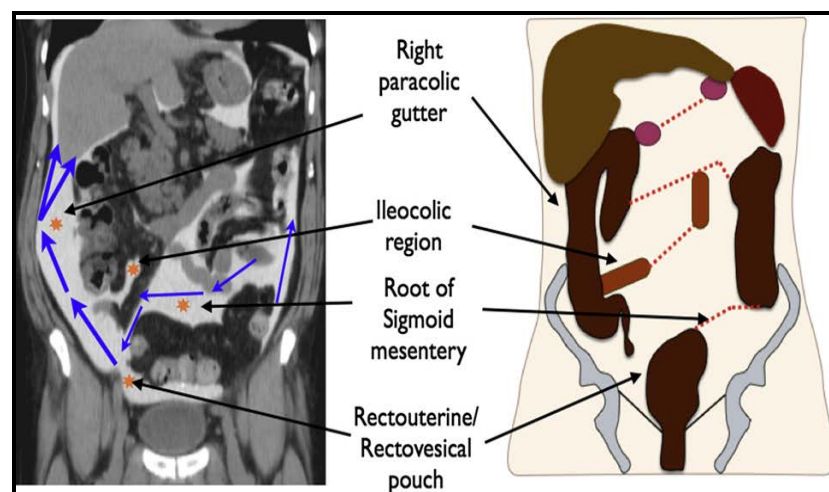 Right
paracolic
gutter
Ileocolic
region
Root of
Sigmoid
mesentery
Rectouterine/
Rectovesical
pouch